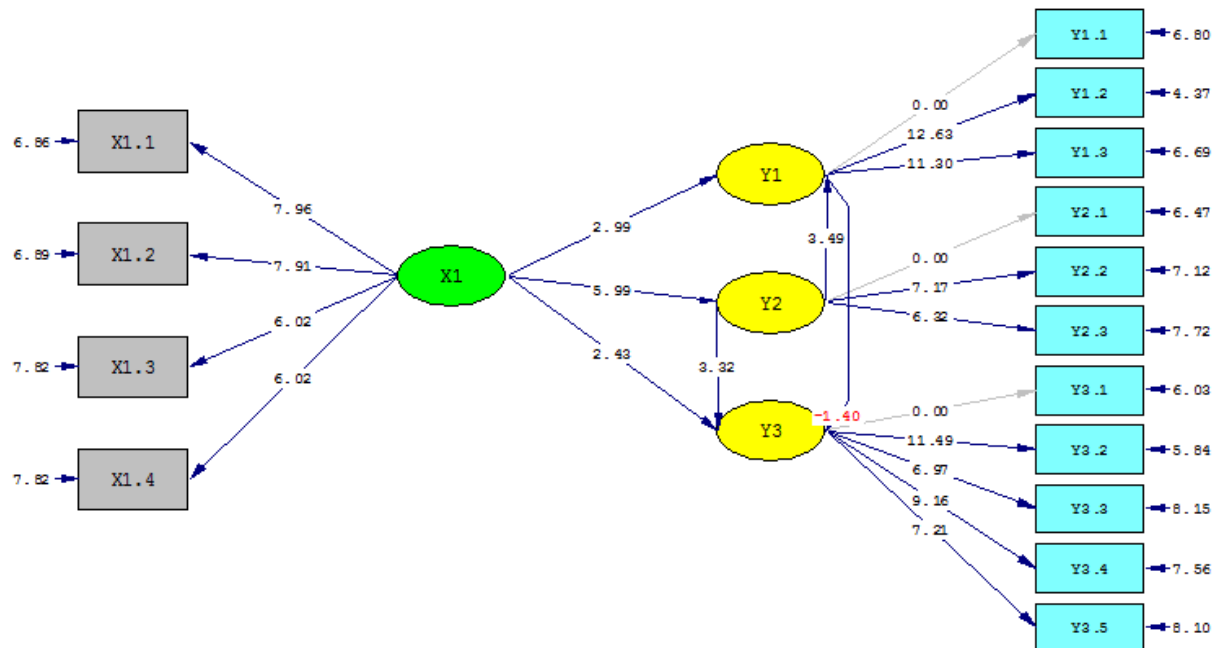 Y1.1
6.80
Y1.2
4.37
0.00
12.63
6.86
X1.1
Y1.3
6.69
11.30
Y1
7.96
Y2.1
6.47
2.99
3.49
0.00
6.89
X1.2
7.91
Y2.2
7.12
7.17
X1
5.99
Y2
6.32
Y2.3
7.72
6.02
2.43
3.32
7.82
X1.3
6.02
Y3.1
6.03
0.00
-1.40
Y3
11.49
Y3.2
5.84
6.97
7.82
X1.4
9.16
Y3.3
8.15
7.21
Y3.4
7.56
Y3.5
8.10